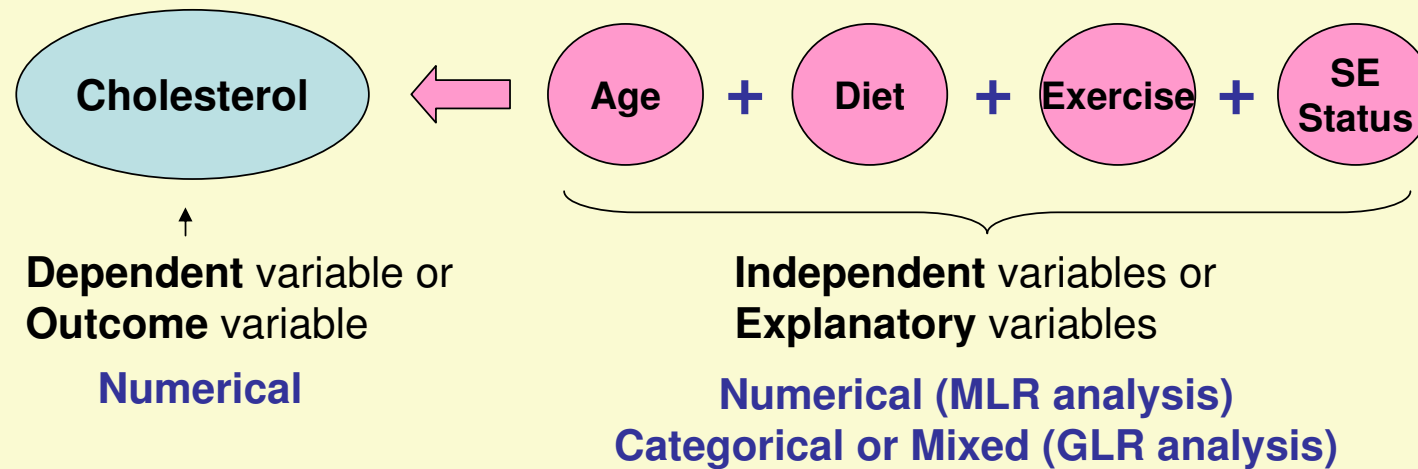 Cholesterol
Age + Diet + Exercise + SE
Status
Dependent variable or
Outcome variable
Numerical
Independent variables or
Explanatory variables
Numerical (MLR analysis)
Categorical or Mixed (GLR analysis)